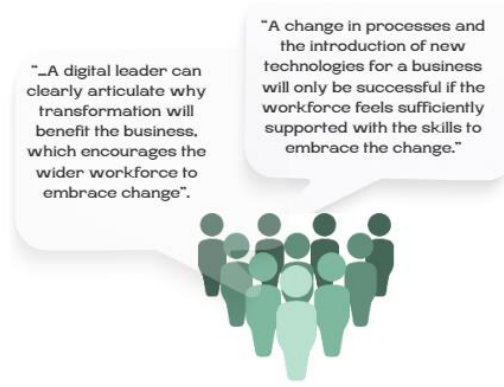 "…A digital leader can
clearly articulate why
transformation will
benefit the business,
which encourages the
wider workforce to
embrace change".
"A change in processes and
the introduction of new
technologies for a business
will only be successful if the
workforce feels sufficiently
supported with the skills to
embrace the change."